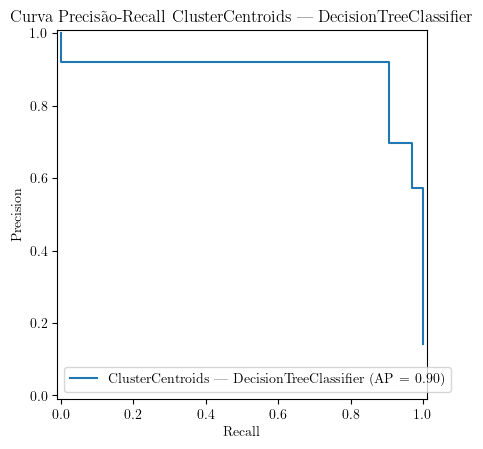 Curva Precisão-Recall ClusterCentroids — DecisionTreeClassifier
1.0
0.8
0.6
0.4
0.2
0.0
Precision
ClusterCentroids — DecisionTreeClassifier (AP = 0.90)
0.0 0.2 0.4 0.6 0.8 1.0
Recall